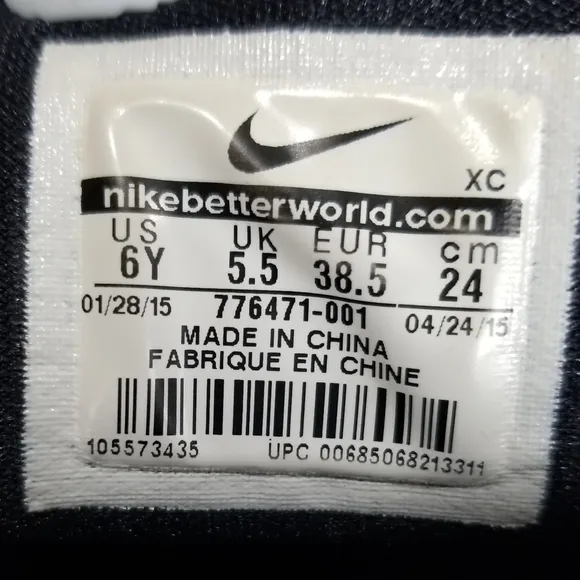 XC
nikebetterworld.com
US UK EUR cm
6Y 5.5 38.5 24
01/28/15 776471-001 04/24/15
MADE IN CHINA
FABRIQUE EN CHINE
105573435 UPC 00685068213311